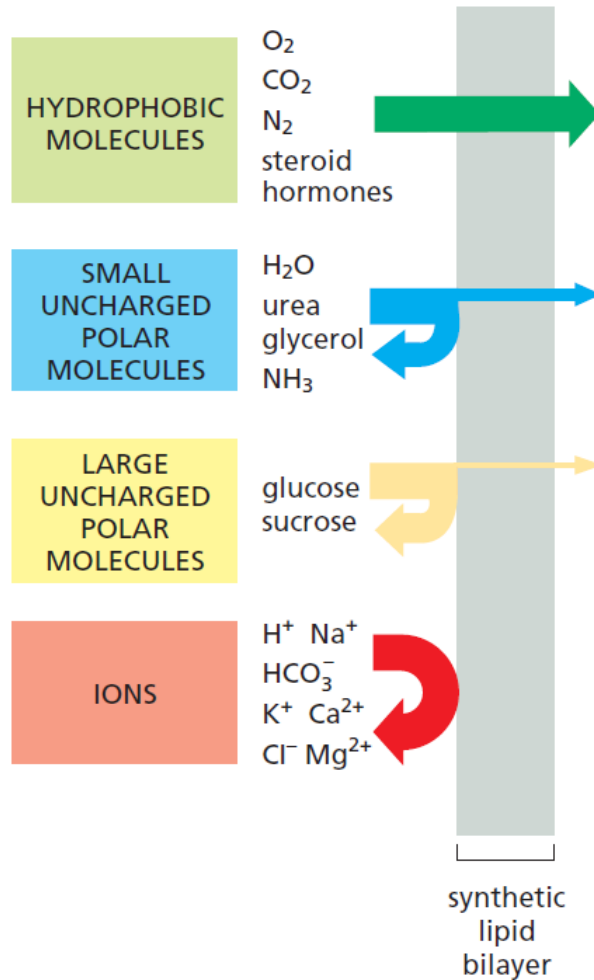 HYDROPHOBIC
MOLECULES
O₂
CO₂
N₂
steroid
hormones
SMALL
UNCHARGED
POLAR
MOLECULES
H₂O
urea
glycerol
NH₃
LARGE
UNCHARGED
POLAR
MOLECULES
glucose
sucrose
IONS
H⁺ Na⁺
HCO₃⁻
K⁺ Ca²⁺
Cl⁻ Mg²⁺
synthetic
lipid
bilayer